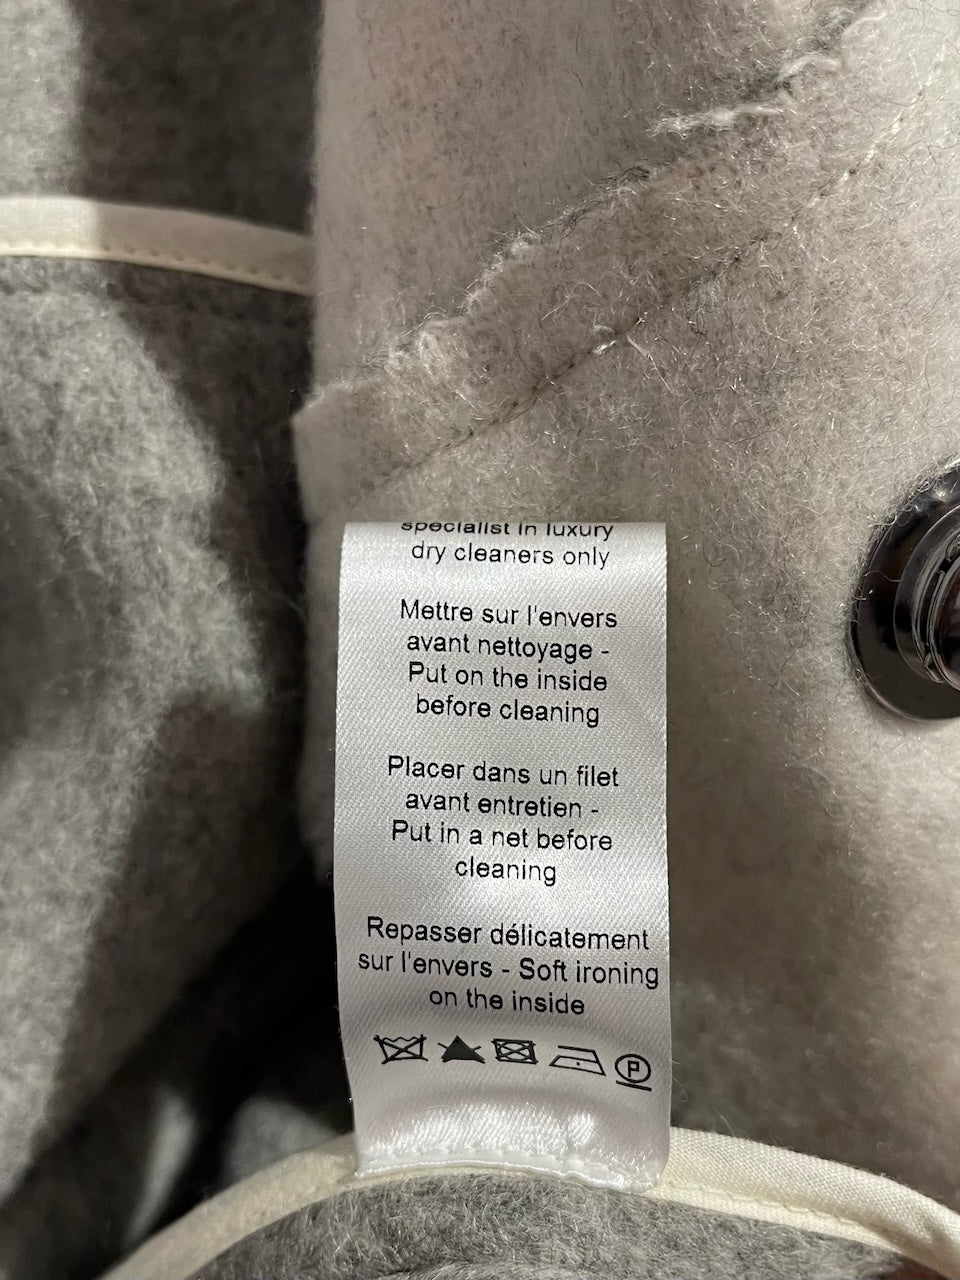 specialist in luxury
dry cleaners only
Mettre sur l'envers
avant nettoyage -
Put on the inside
before cleaning
Placer dans un filet
avant entretien -
Put in a net before
cleaning
Repasser délicatement
sur l'envers - Soft ironing
on the inside
P